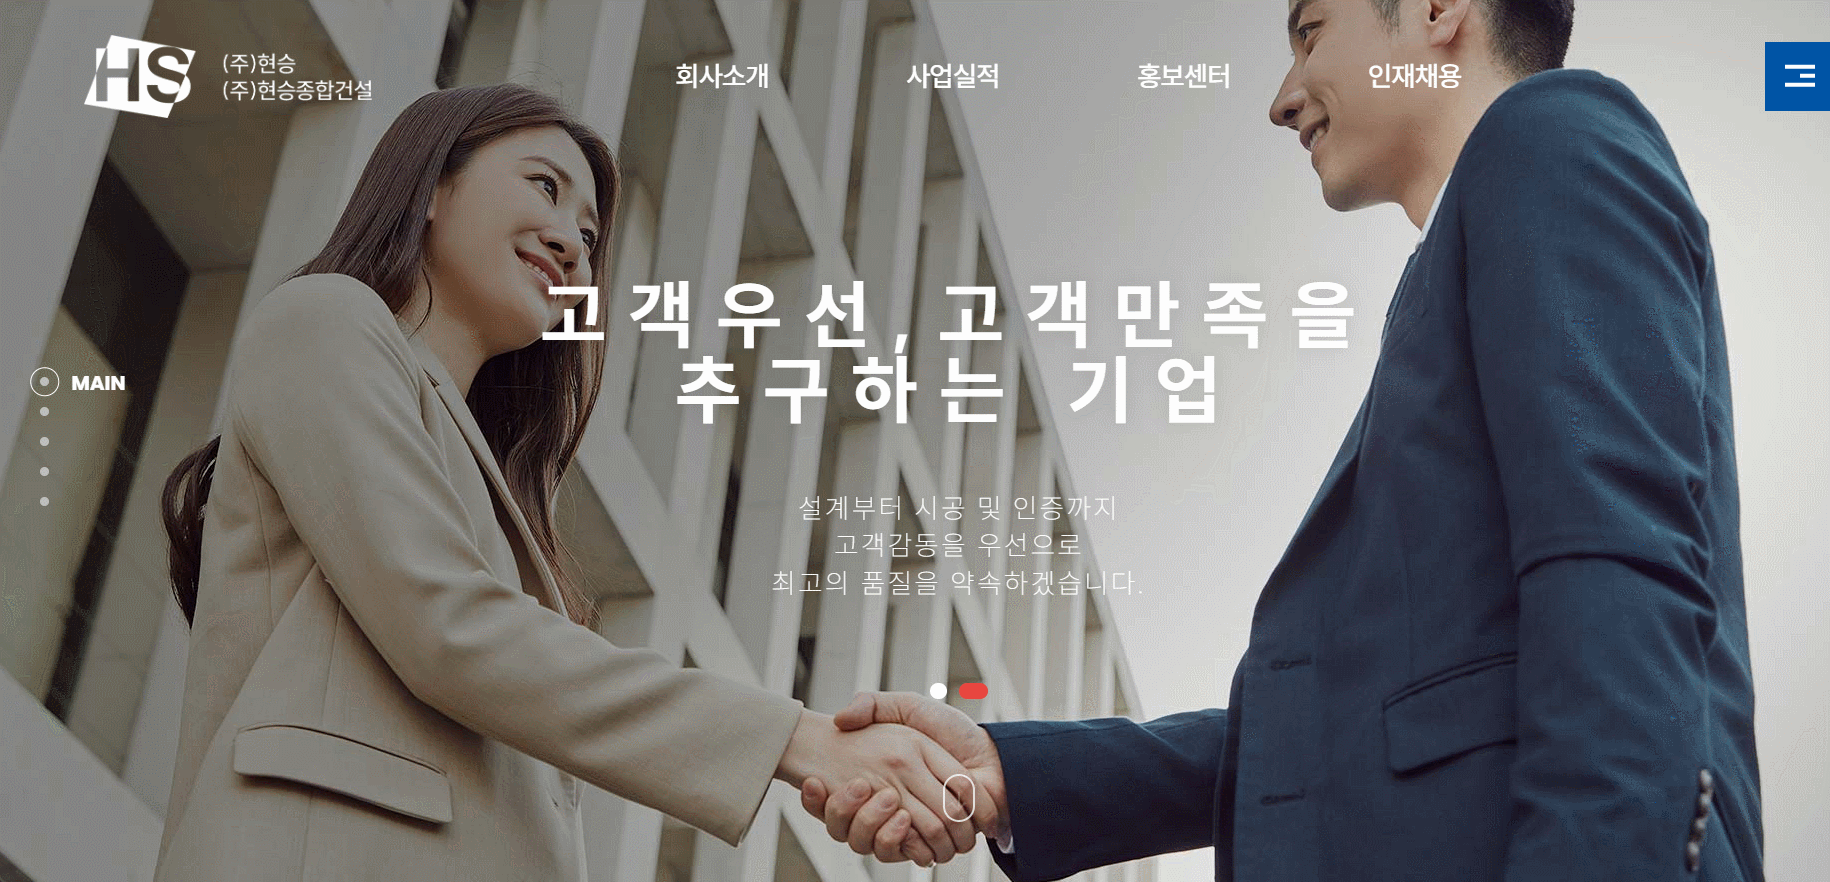 HS
(주)현승
(주)현승종합건설
회사소개
사업실적
홍보센터
인재채용
고객우선,고객만족을
추구하는 기업
MAIN
설계부터 시공 및 인증까지
고객감동을 우선으로
최고의 품질을 약속하겠습니다.